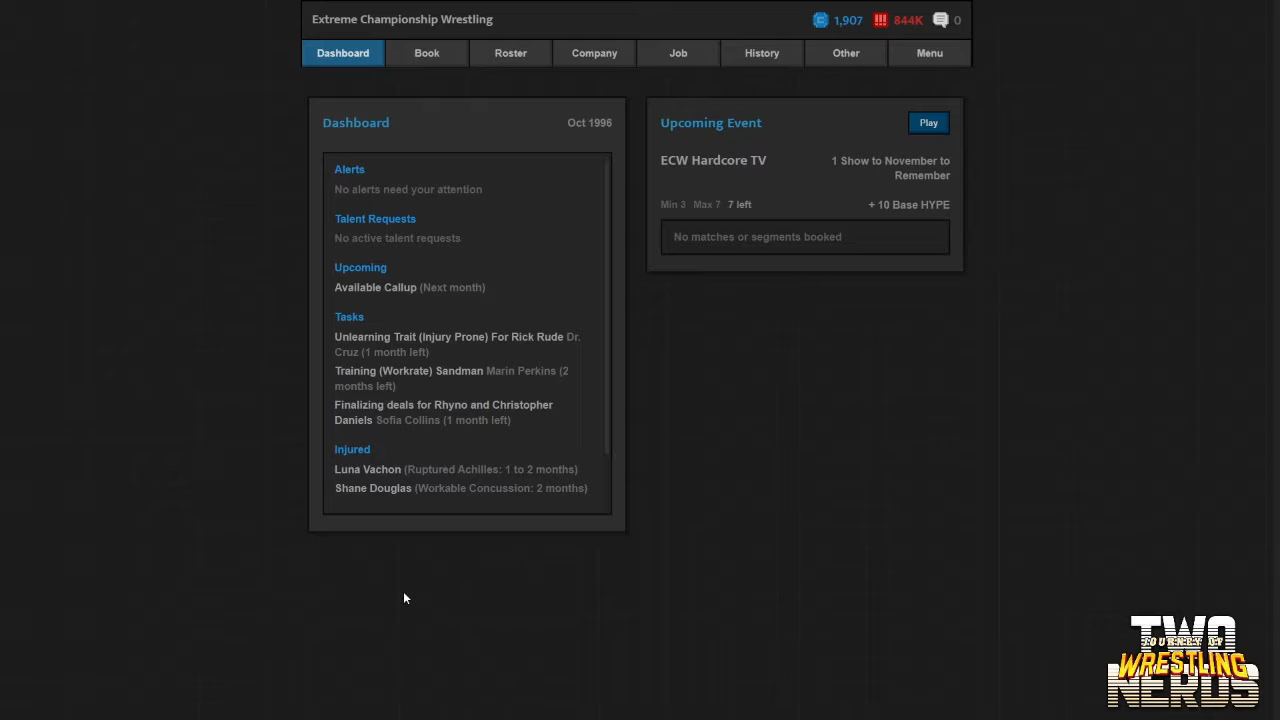 Extreme Championship Wrestling
1,907
844K
0
Dashboard
Book
Roster
Company
Job
History
Other
Menu
Dashboard
Oct 1996
Alerts
No alerts need your attention
Talent Requests
No active talent requests
Upcoming
Available Callup (Next month)
Tasks
Unlearning Trait (Injury Prone) For Rick Rude Dr.
Cruz (1 month left)
Training (Workrate) Sandman Marin Perkins (2
months left)
Finalizing deals for Rhyno and Christopher
Daniels Sofia Collins (1 month left)
Injured
Luna Vachon (Ruptured Achilles: 1 to 2 months)
Shane Douglas (Workable Concussion: 2 months)
Upcoming Event
Play
ECW Hardcore TV
1 Show to November to
Remember
Min 3 Max 7 7 left
+ 10 Base HYPE
No matches or segments booked
TWO
JOURNEY OF
WRESTLING
NERDS